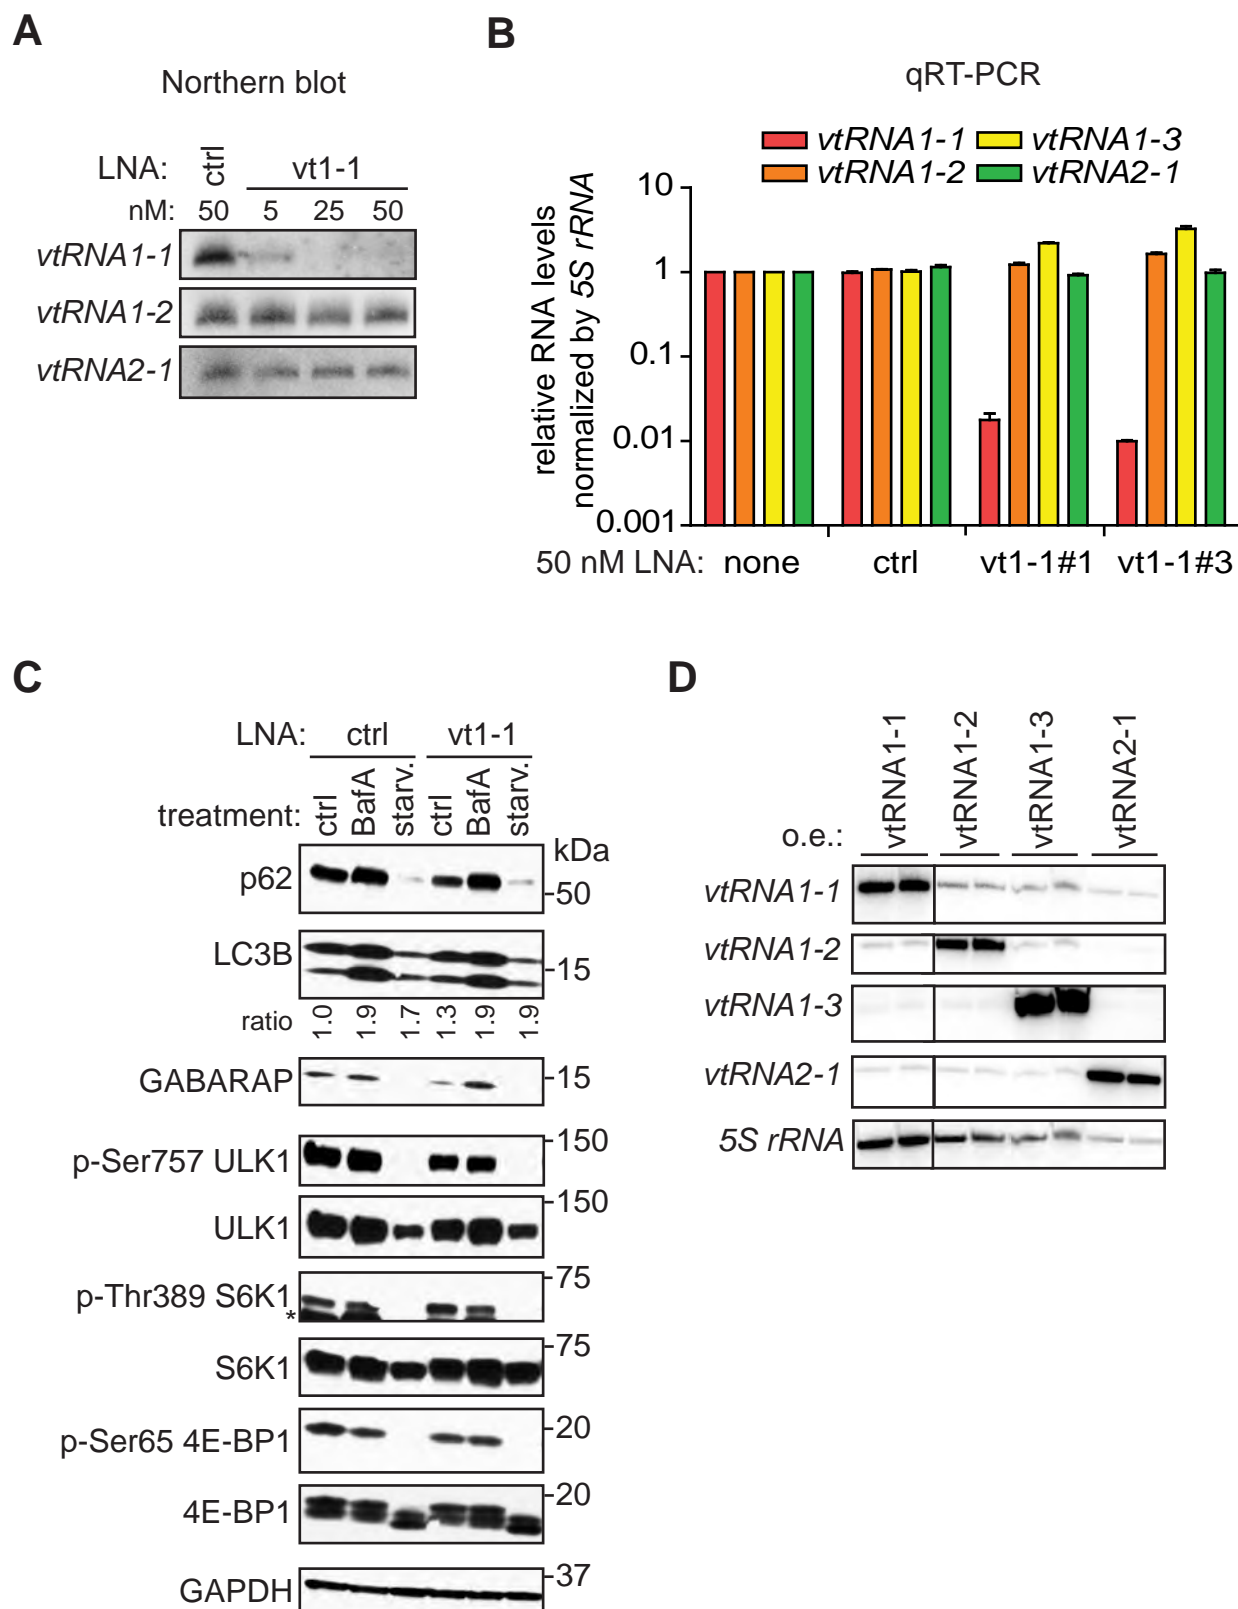 A
Northern blot
LNA: ctrl vt1-1
nM: 50 5 25 50
vtRNA1-1
vtRNA1-2
vtRNA2-1
B
qRT-PCR
vtRNA1-1 vtRNA1-3
vtRNA1-2 vtRNA2-1
relative RNA levels
normalized by 5S rRNA
10
1
0.1
0.01
0.001
50 nM LNA: none ctrl vt1-1#1 vt1-1#3
C
LNA: ctrl vt1-1
treatment: ctrl BafA starv. ctrl BafA starv.
kDa
p62
50
LC3B
15
ratio 1.0 1.9 1.7 1.3 1.9 1.9
GABARAP 15
150
p-Ser757 ULK1
150
ULK1
75
p-Thr389 S6K1
*
75
S6K1
20
p-Ser65 4E-BP1
20
4E-BP1
37
GAPDH
D
o.e.: vtRNA1-1 vtRNA1-2 vtRNA1-3 vtRNA2-1
vtRNA1-1
vtRNA1-2
vtRNA1-3
vtRNA2-1
5S rRNA